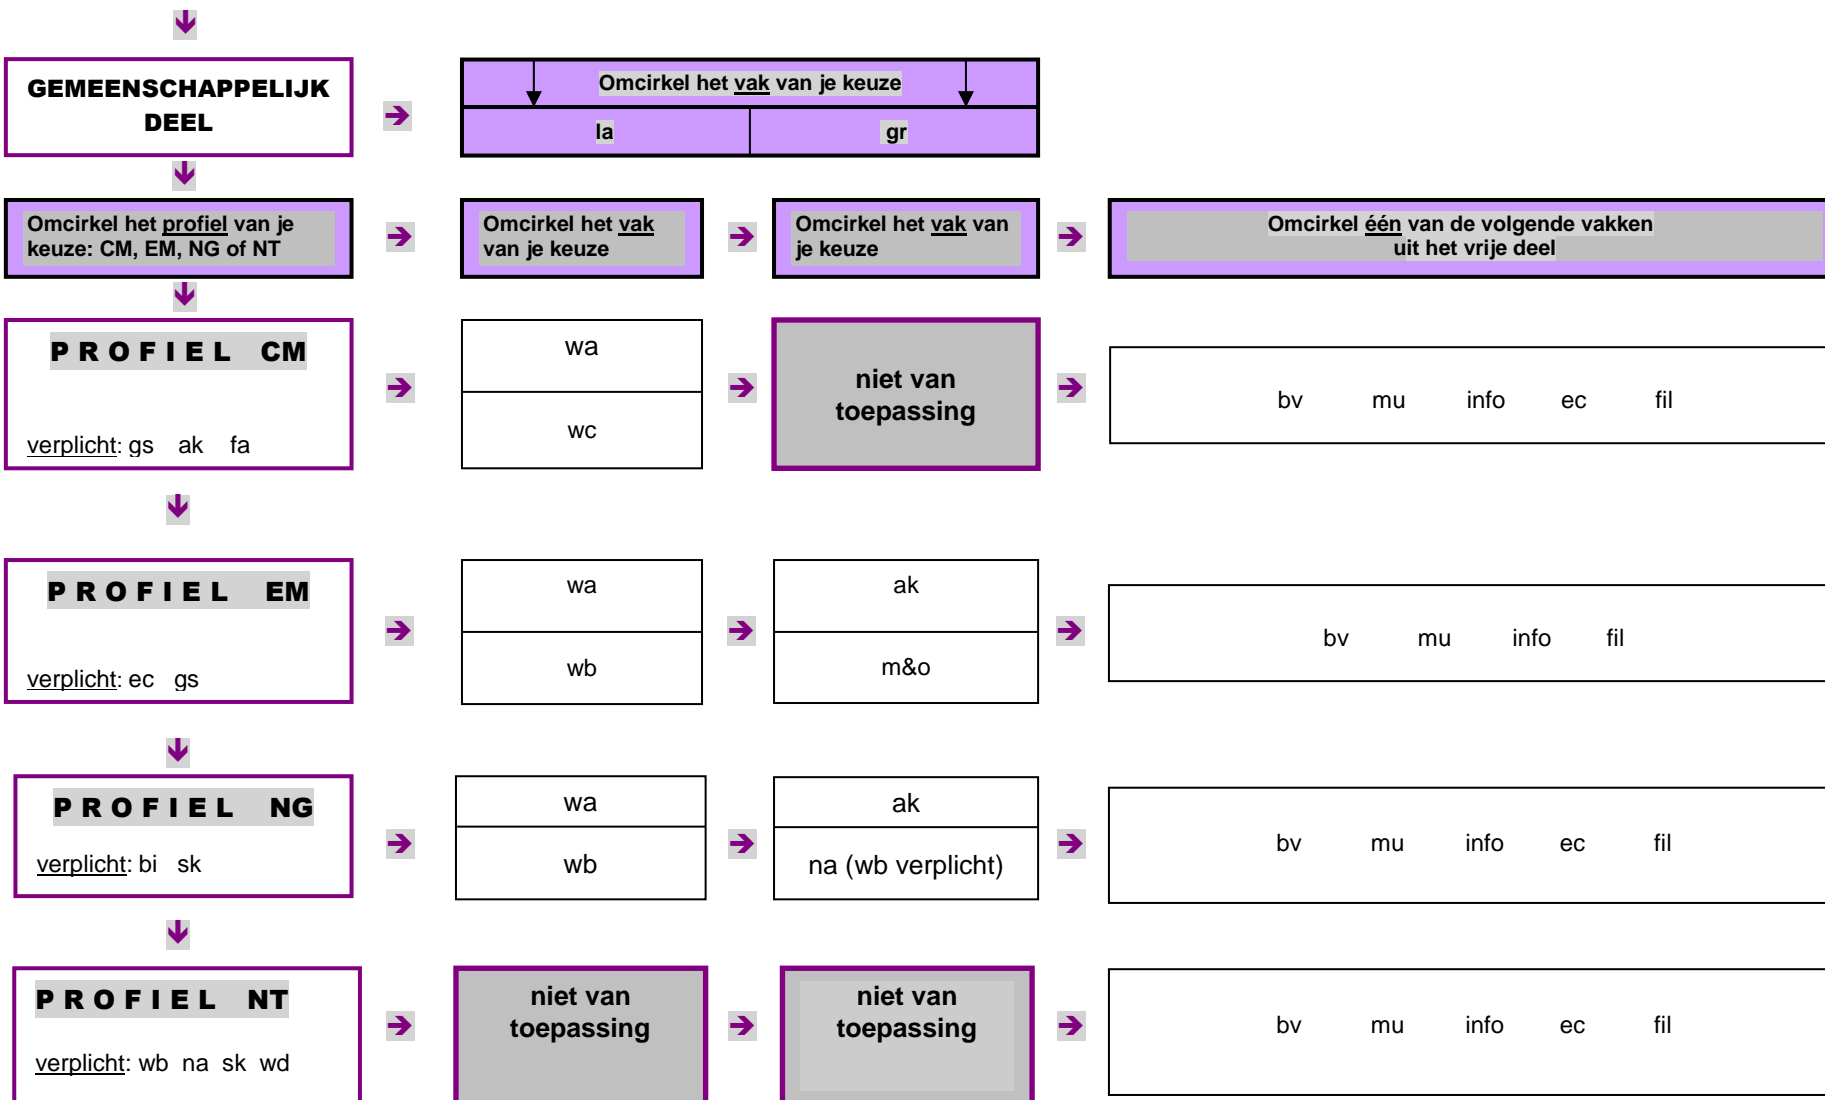 GEMEENSCHAPPELIJK
DEEL
Omcirkel het vak van je keuze
la
gr
Omcirkel het profiel van je
keuze: CM, EM, NG of NT
Omcirkel het vak
van je keuze
Omcirkel het vak van
je keuze
Omcirkel één van de volgende vakken
uit het vrije deel
PROFIEL CM
verplicht: gs ak fa
wa
wc
niet van
toepassing
bv mu info ec fil
PROFIEL EM
verplicht: ec gs
wa
wb
ak
m&o
bv mu info fil
PROFIEL NG
verplicht: bi sk
wa
wb
ak
na (wb verplicht)
bv mu info ec fil
PROFIEL NT
verplicht: wb na sk wd
niet van
toepassing
niet van
toepassing
bv mu info ec fil